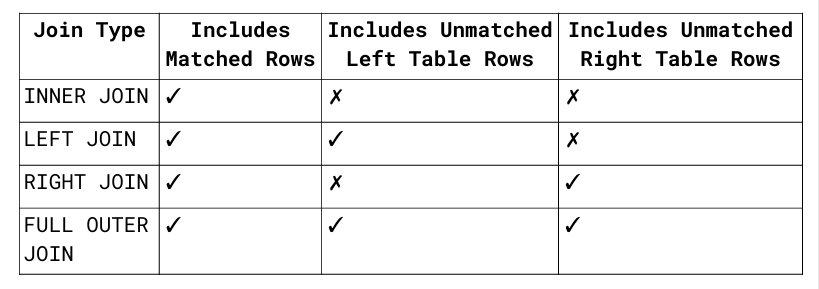 Join Type Includes Matched Rows Includes Unmatched Left Table Rows Includes Unmatched Right Table Rows
INNER JOIN ✓ ✗ ✗
LEFT JOIN ✓ ✓ ✗
RIGHT JOIN ✓ ✗ ✓
FULL OUTER JOIN ✓ ✓ ✓